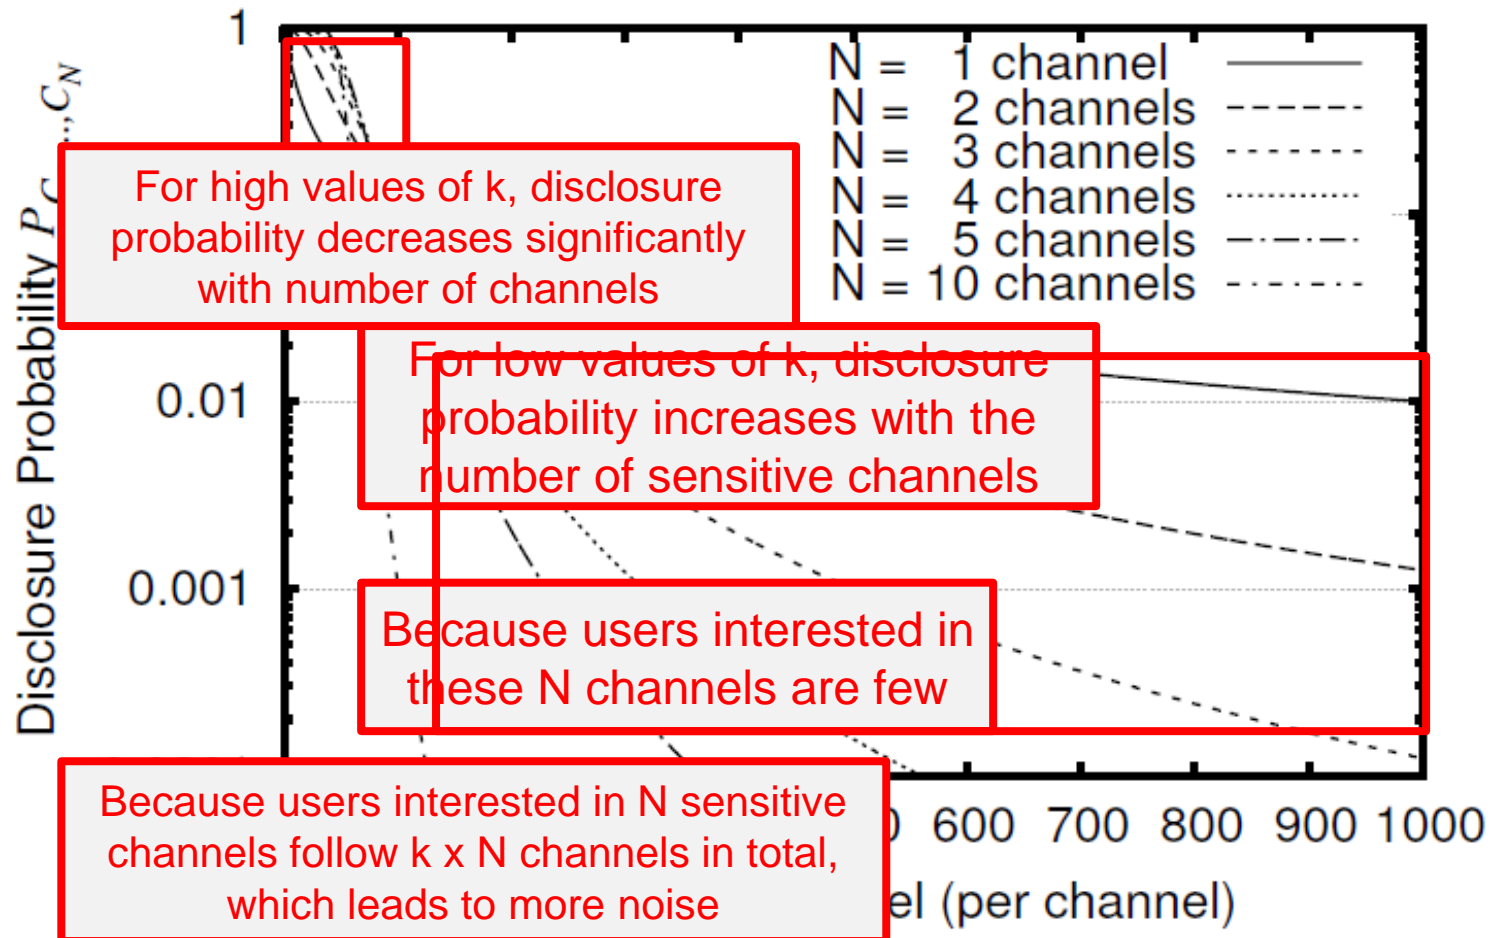 1
N = 1 channel
N = 2 channels
N = 3 channels
N = 4 channels
N = 5 channels
N = 10 channels
For high values of k, disclosure
probability decreases significantly
with number of channels
For low values of k, disclosure
probability increases with the
number of sensitive channels
0.01
0.001
Because users interested in
these N channels are few
Because users interested in N sensitive
channels follow k x N channels in total,
which leads to more noise
600 700 800 900 1000
(per channel)
Disclosure Probability